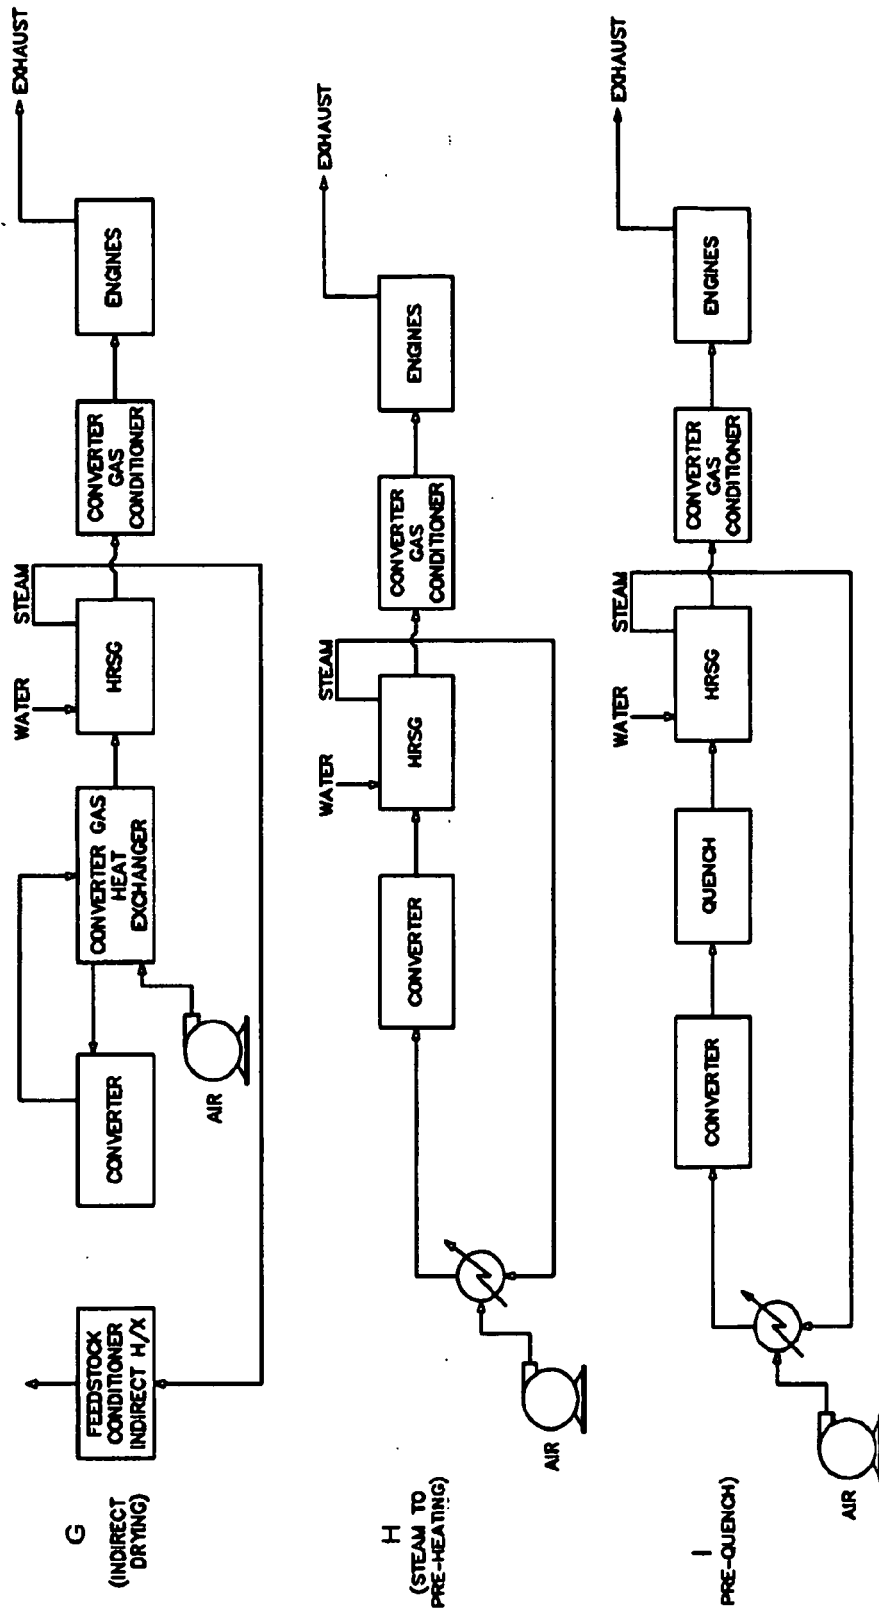 G
(INDIRECT
DRYING)
FEEDSTOCK
CONDITIONER
INDIRECT H/X
CONVERTER
AIR
CONVERTER GAS
HEAT
EXCHANGER
WATER
HRSG
STEAM
CONVERTER
GAS
CONDITIONER
ENGINES
EXHAUST
H
(STEAM TO
PRE-HEATING)
AIR
CONVERTER
WATER
HRSG
STEAM
CONVERTER
GAS
CONDITIONER
ENGINES
EXHAUST
I
PRE-QUENCH)
AIR
CONVERTER
QUENCH
WATER
HRSG
STEAM
CONVERTER
GAS
CONDITIONER
ENGINES
EXHAUST